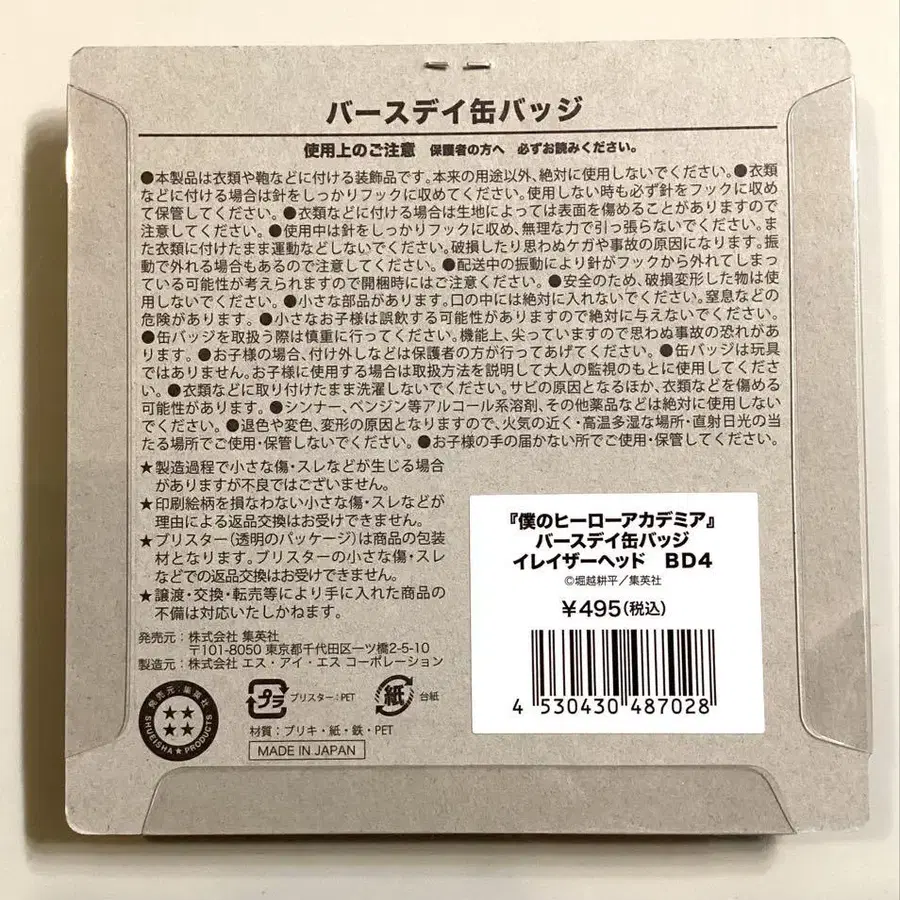 バースデイ缶バッジ
使用上のご注意 保護者の方へ 必ずお読みください。
●本製品は衣類や鞄などに付ける装飾品です。本来の用途以外、絶対に使用しないでください。●衣類
などに付ける場合は針をしっかりフックに収めてください。使用しない時も必ず針をフックに収め
て保管してください。●衣類などに付ける場合は生地によっては表面を傷めることがありますので
注意してください。●使用中は針をしっかりフックに収め、無理な力で引っ張らないでください。ま
た衣類に付けたまま運動などしないでください。破損したり思わぬケガや事故の原因になります。振
動で外れる場合もあるので注意してください。●配送中の振動により針がフックから外れてしまっ
ている可能性が考えられますので開梱時にはご注意ください。●安全のため、破損変形した物は使
用しないでください。●小さな部品があります。口の中には絶対に入れないでください。窒息などの
危険があります。●小さなお子様は誤飲する可能性がありますので絶対に与えないでください。
●缶バッジを取扱う際は慎重に行ってください。機能上、尖っていますので思わぬ事故の恐れがあ
ります。●お子様の場合、付け外しなどは保護者の方が行ってあげてください。●缶バッジは玩具
ではありません。お子様に使用する場合は取扱方法を説明して大人の監視のもとに使用してくださ
い。●衣類などに取り付けたまま洗濯しないでください。サビの原因となるほか、衣類などを傷める
可能性があります。●シンナー、ベンジン等アルコール系溶剤、その他薬品などは絶対に使用しない
でください。●退色や変色、変形の原因となりますので、火気の近く・高温多湿な場所・直射日光の当
たる場所でご使用・保管しないでください。●お子様の手の届かない所でご使用・保管してください。
★製造過程で小さな傷・スレなどが生じる場合
がありますが不良ではございません。
★印刷絵柄を損なわない小さな傷・スレなどが
理由による返品交換はお受けできません。
★ブリスター(透明のパッケージ)は商品の包装
材となります。ブリスターの小さな傷・スレ
などでの返品交換はお受けできません。
★譲渡・交換・転売等により手に入れた商品の
不備は対応いたしかねます。
発売元:株式会社 集英社
〒101-8050 東京都千代田区一ツ橋2-5-10
製造元:株式会社 エス・アイ・エス コーポレーション
発売元:集英社
SHUEISHA★PRODUCTS
プラ
ブリスター:PET
紙
台紙
材質:ブリキ・紙・鉄・PET
MADE IN JAPAN
『僕のヒーローアカデミア』
バースデイ缶バッジ
イレイザーヘッド BD4
©堀越耕平/集英社
¥495(税込)
4 530430 487028